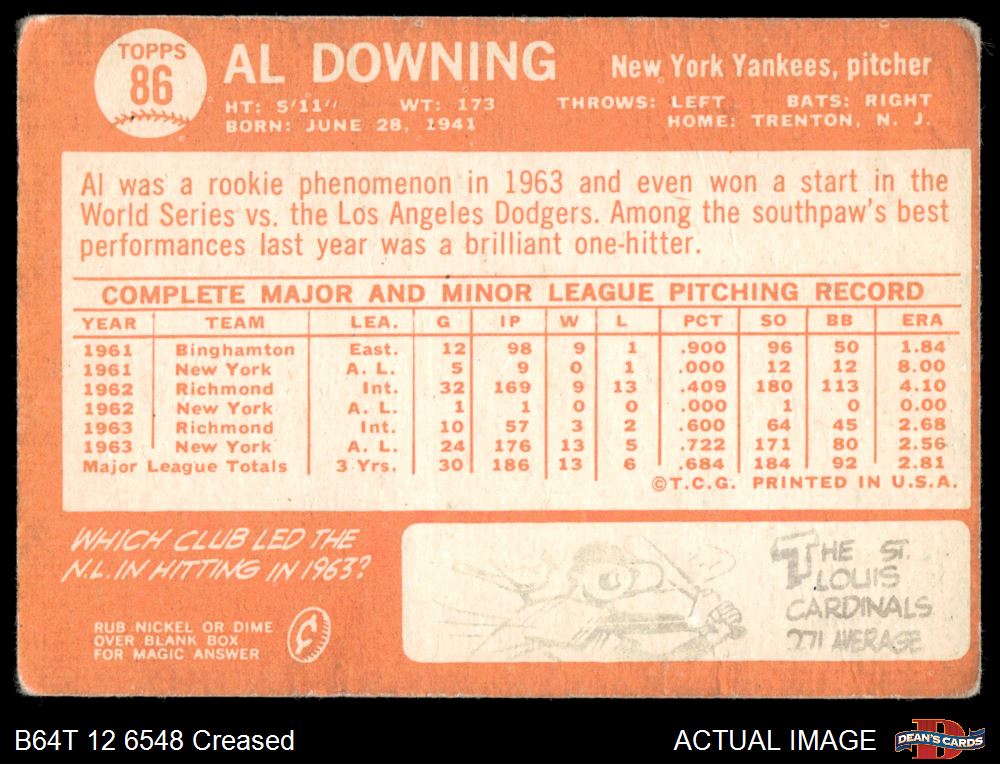 TOPPS
86
AL DOWNING
New York Yankees, pitcher
HT: 5'11" WT: 173 THROWS: LEFT BATS: RIGHT
BORN: JUNE 28, 1941 HOME: TRENTON, N. J.
Al was a rookie phenomenon in 1963 and even won a start in the
World Series vs. the Los Angeles Dodgers. Among the southpaw's best
performances last year was a brilliant one-hitter.
COMPLETE MAJOR AND MINOR LEAGUE PITCHING RECORD
YEAR TEAM LEA. G IP W L PCT SO BB ERA
1961 Binghamton East. 12 98 9 1 .900 96 50 1.84
1961 New York A. L. 5 9 0 1 .000 12 12 8.00
1962 Richmond Int. 32 169 9 13 .409 180 113 4.10
1962 New York A. L. 1 1 0 0 .000 1 0 0.00
1963 Richmond Int. 10 57 3 2 .600 64 45 2.68
1963 New York A. L. 24 176 13 5 .722 171 80 2.56
Major League Totals 3 Yrs. 30 186 13 6 .684 184 92 2.81
©T.C.G. PRINTED IN U.S.A.
WHICH CLUB LED THE
N.L. IN HITTING IN 1963?
RUB NICKEL OR DIME
OVER BLANK BOX
FOR MAGIC ANSWER
¢
THE ST.
LOUIS
CARDINALS
271 AVERAGE
B64T 12 6548 Creased
ACTUAL IMAGE
DEAN'S CARDS